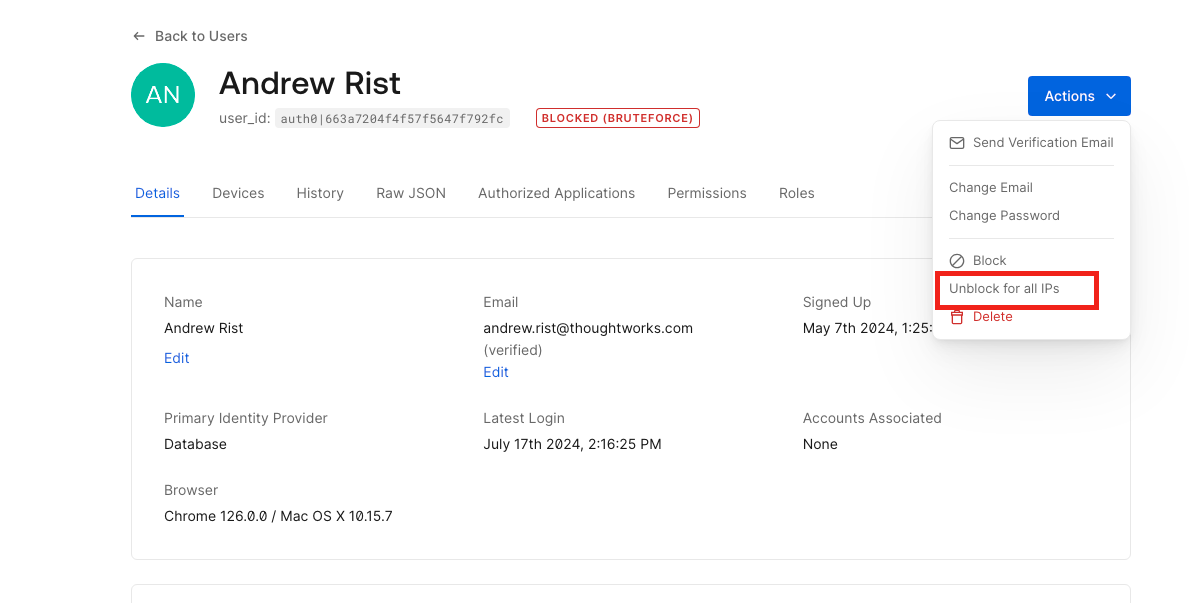 Back to Users
AN
Andrew Rist
user_id: auth0|663a7204f4f57f5647f792fc BLOCKED (BRUTEFORCE)
Actions
Send Verification Email
Change Email
Change Password
Block
Unblock for all IPs
Delete
Details Devices History Raw JSON Authorized Applications Permissions Roles
Name
Andrew Rist
Edit
Email
andrew.rist@thoughtworks.com
(verified)
Edit
Signed Up
May 7th 2024, 1:25:
Primary Identity Provider
Database
Latest Login
July 17th 2024, 2:16:25 PM
Accounts Associated
None
Browser
Chrome 126.0.0 / Mac OS X 10.15.7